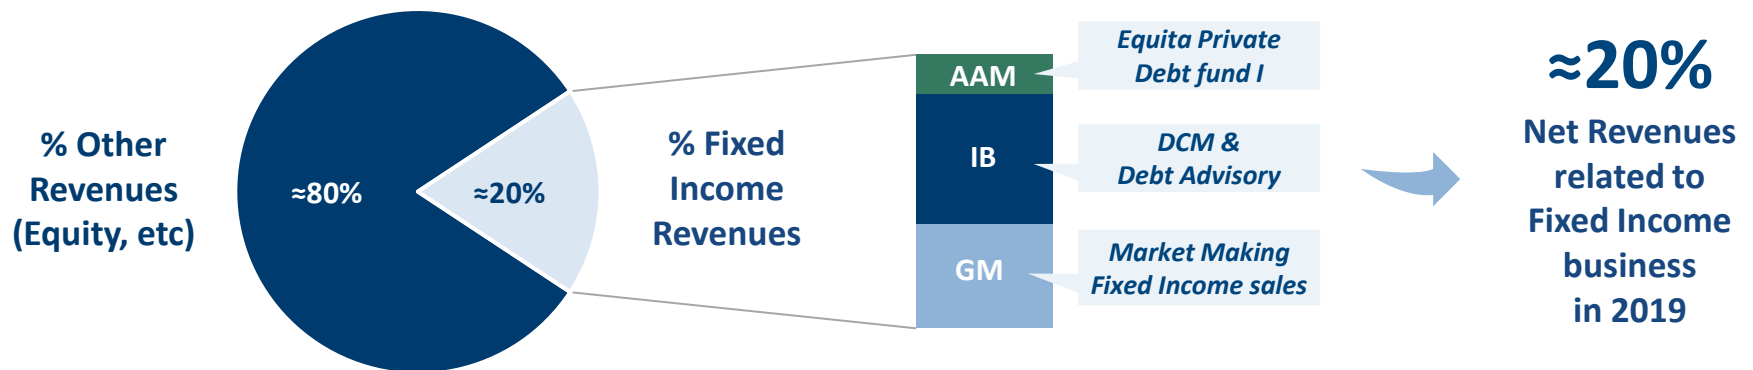 % Other
Revenues
(Equity, etc)
≈80%
≈20%
% Fixed
Income
Revenues
AAM
IB
GM
Equita Private
Debt fund I
DCM &
Debt Advisory
Market Making
Fixed Income sales
≈20%
Net Revenues
related to
Fixed Income
business
in 2019